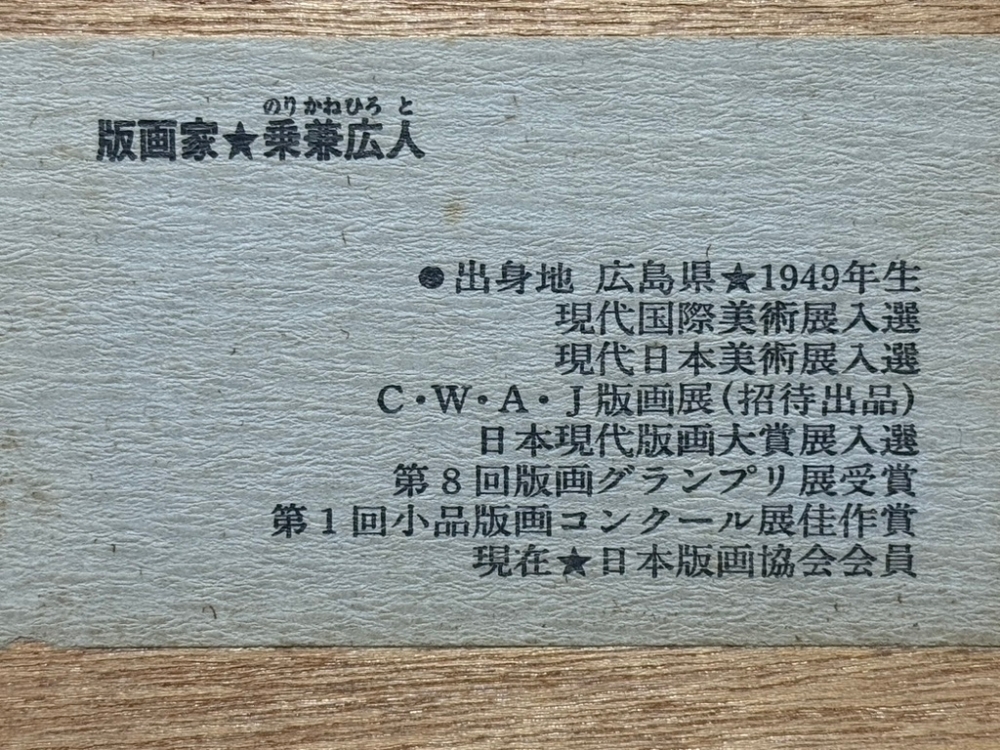 のりかねひろと
版画家★乗兼広人
●出身地 広島県★1949年生
現代国際美術展入選
現代日本美術展入選
C・W・A・J版画展(招待出品)
日本現代版画大賞展入選
第8回版画グランプリ展受賞
第1回小品版画コンクール展佳作賞
現在★日本版画協会会員